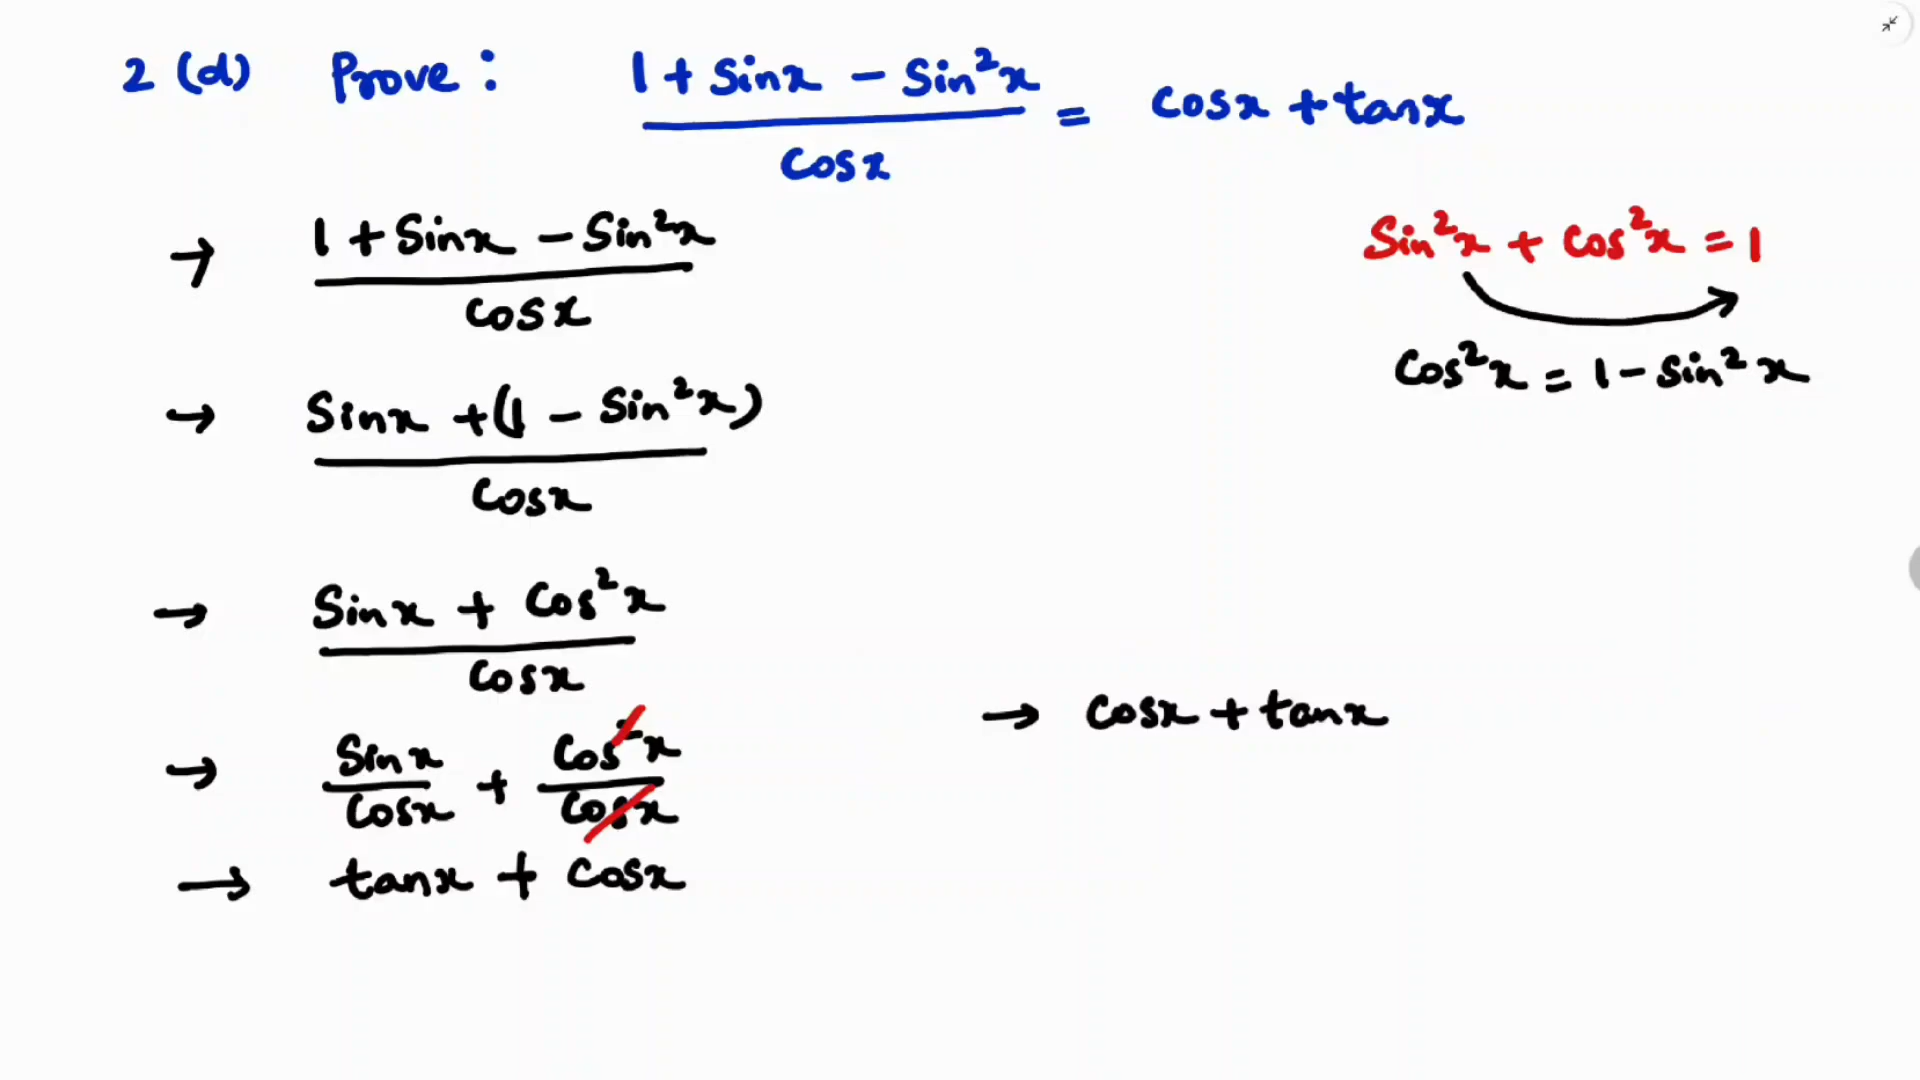 2 (d) Prove : 1 + Sinx - Sin²x / Cosx = Cosx + tanx
→ 1 + Sinx - Sin²x / Cosx
→ Sinx + (1 - Sin²x) / Cosx
→ Sinx + Cos²x / Cosx
→ Sinx / Cosx + Cos²x / Cosx
→ tanx + Cosx
Sin²x + Cos²x = 1
Cos²x = 1 - Sin²x
→ Cosx + tanx